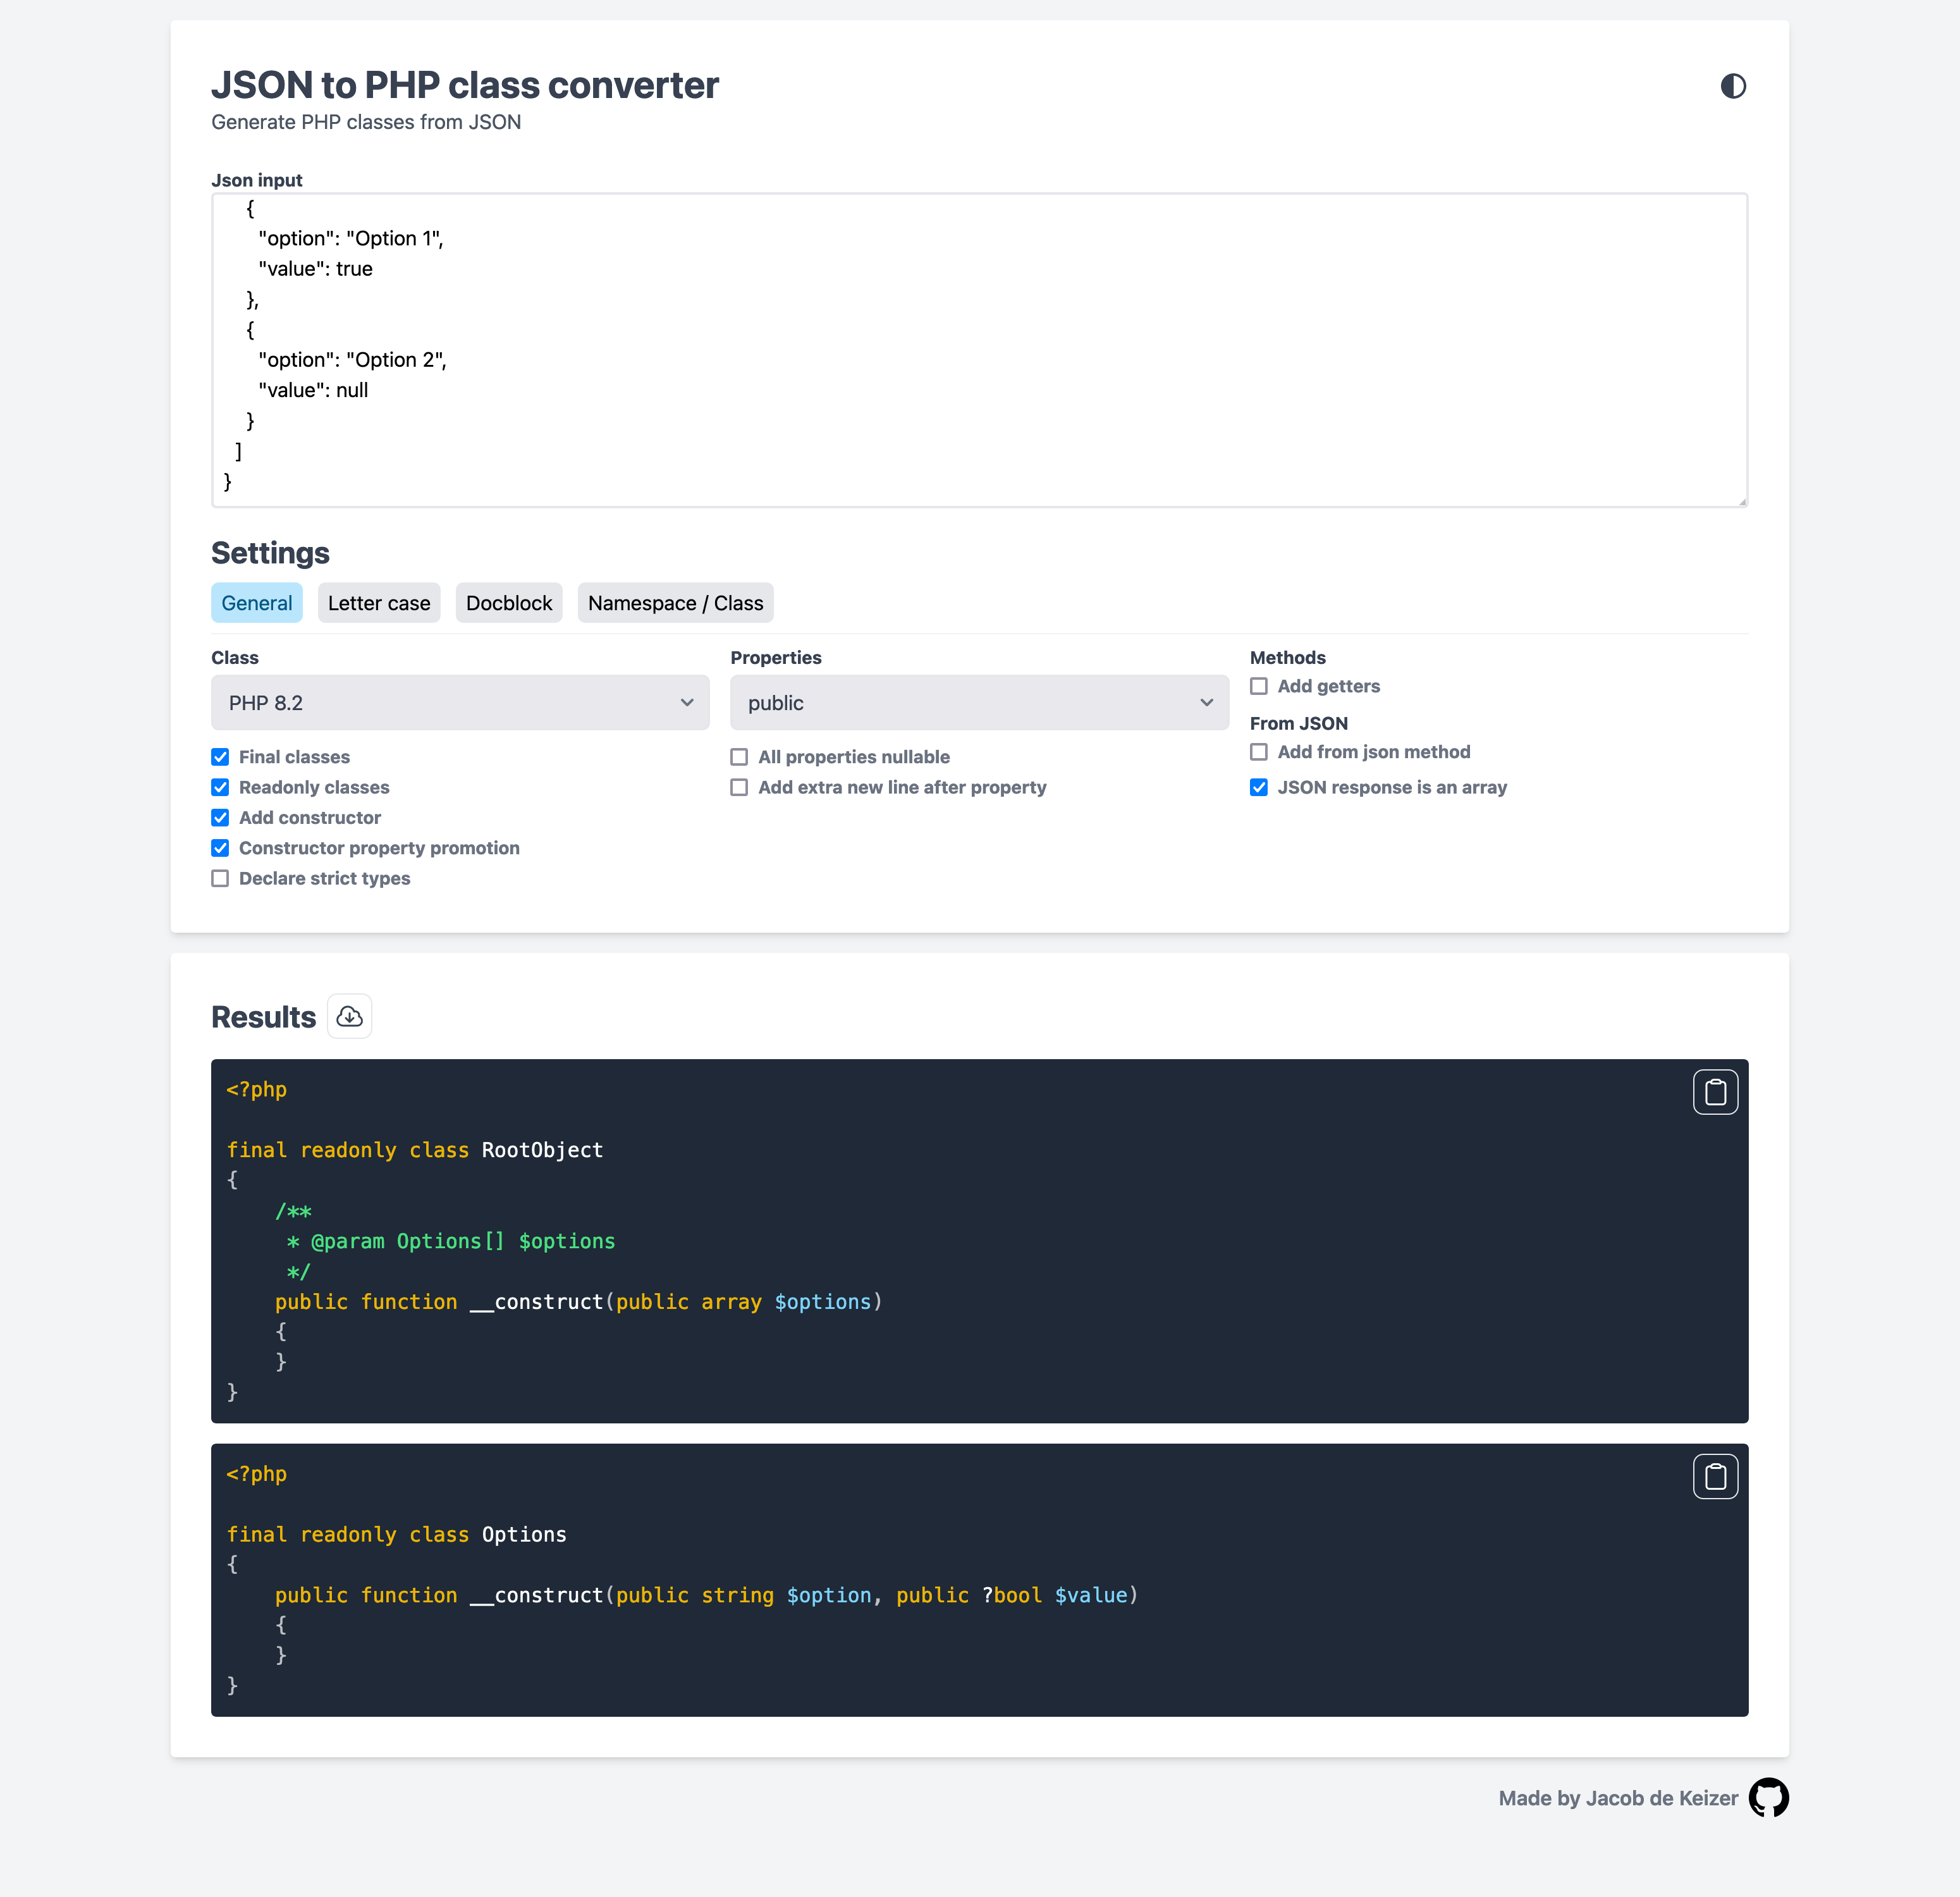 JSON to PHP class converter
Generate PHP classes from JSON
Json input
{
"option": "Option 1",
"value": true
},
{
"option": "Option 2",
"value": null
}
]
}
Settings
General Letter case Docblock Namespace / Class
Class Properties Methods
PHP 8.2 public
Add getters
From JSON
Final classes All properties nullable Add from json method
Readonly classes Add extra new line after property JSON response is an array
Add constructor
Constructor property promotion
Declare strict types
Results
<?php
final readonly class RootObject
{
/**
* @param Options[] $options
*/
public function __construct(public array $options)
{
}
}
<?php
final readonly class Options
{
public function __construct(public string $option, public ?bool $value)
{
}
}
Made by Jacob de Keizer